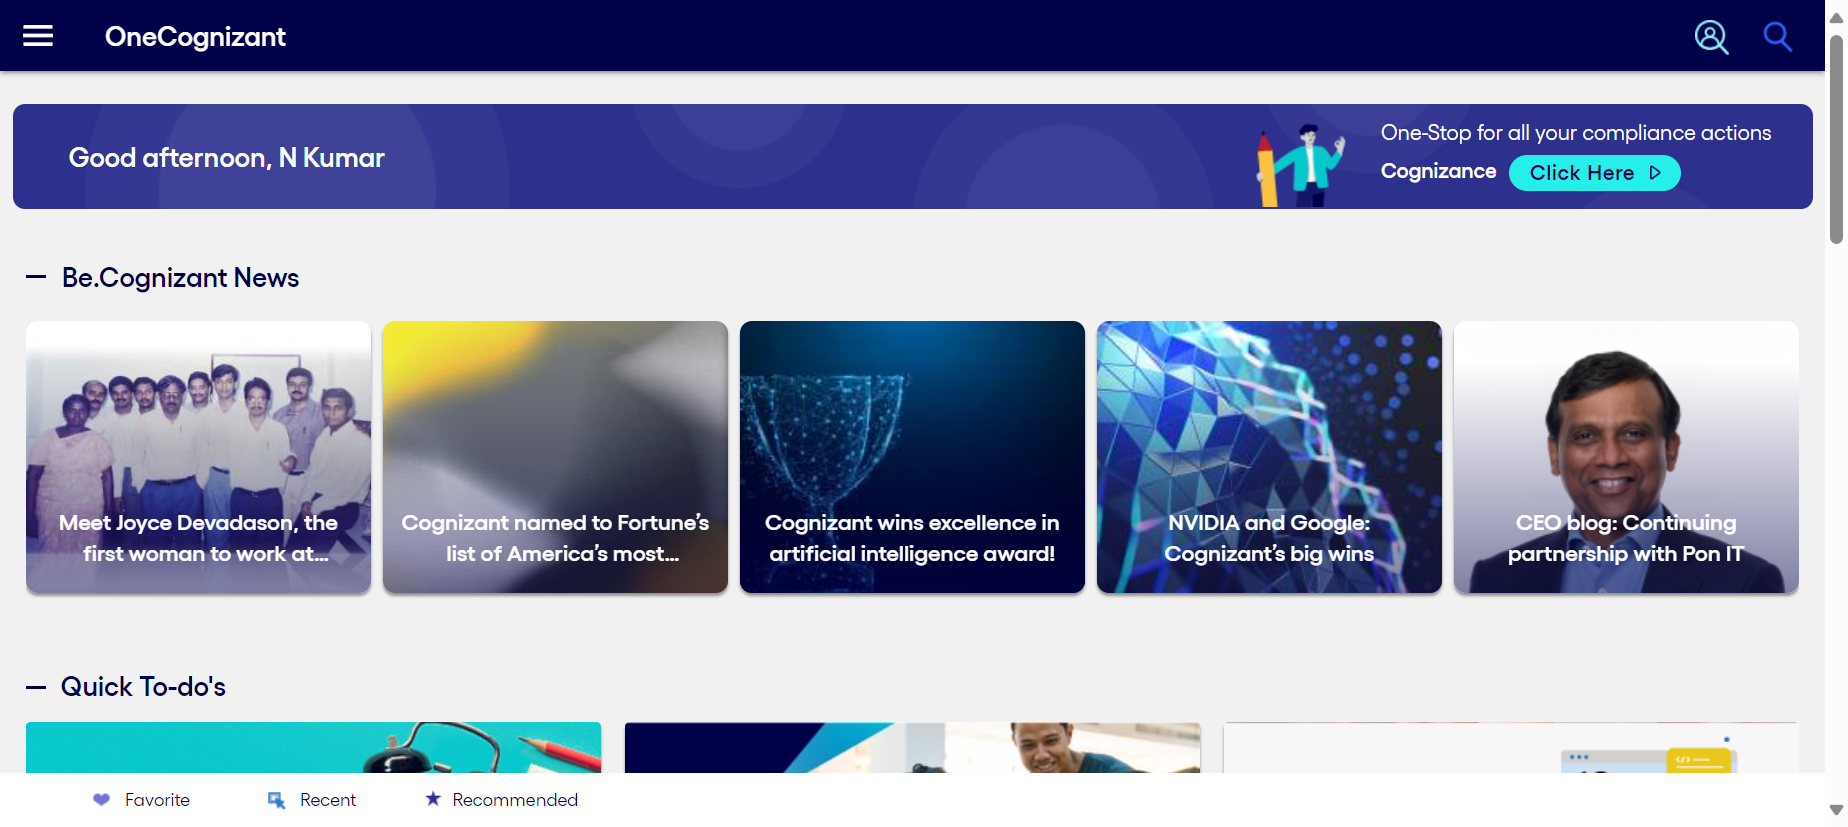 OneCognizant
Good afternoon, N Kumar
One-Stop for all your compliance actions
Cognizance
Click Here
Be.Cognizant News
Meet Joyce Devadason, the
first woman to work at...
Cognizant named to Fortune's
list of America's most...
Cognizant wins excellence in
artificial intelligence award!
NVIDIA and Google:
Cognizant's big wins
CEO blog: Continuing
partnership with Pon IT
Quick To-do's
Favorite
Recent
Recommended